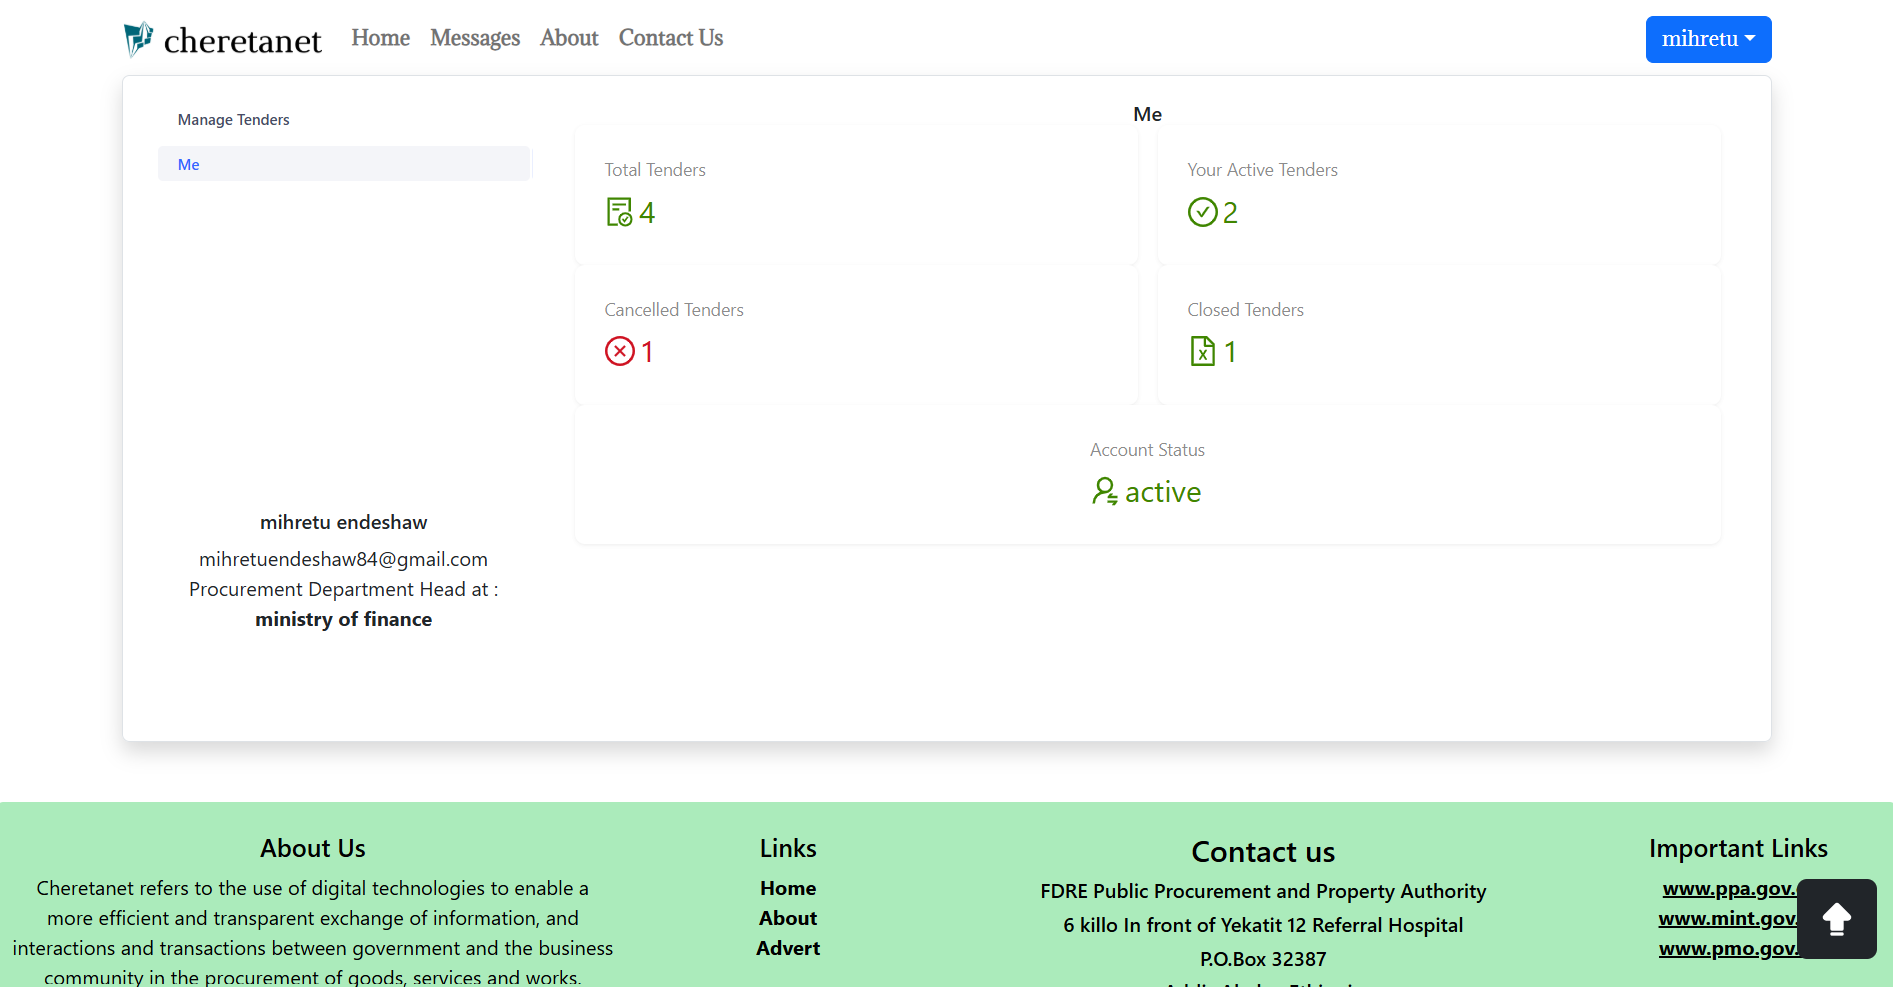 cheretanet
Home Messages About Contact Us
mihretu
Manage Tenders
Me
Me
Total Tenders
4
Your Active Tenders
2
Cancelled Tenders
1
Closed Tenders
1
Account Status
active
mihretu endeshaw
mihretuendeshaw84@gmail.com
Procurement Department Head at :
ministry of finance
About Us
Cheretanet refers to the use of digital technologies to enable a
more efficient and transparent exchange of information, and
interactions and transactions between government and the business
community in the procurement of goods, services and works.
Links
Home
About
Advert
Contact us
FDRE Public Procurement and Property Authority
6 killo In front of Yekatit 12 Referral Hospital
P.O.Box 32387
Important Links
www.ppa.gov.
www.mint.gov.
www.pmo.gov.